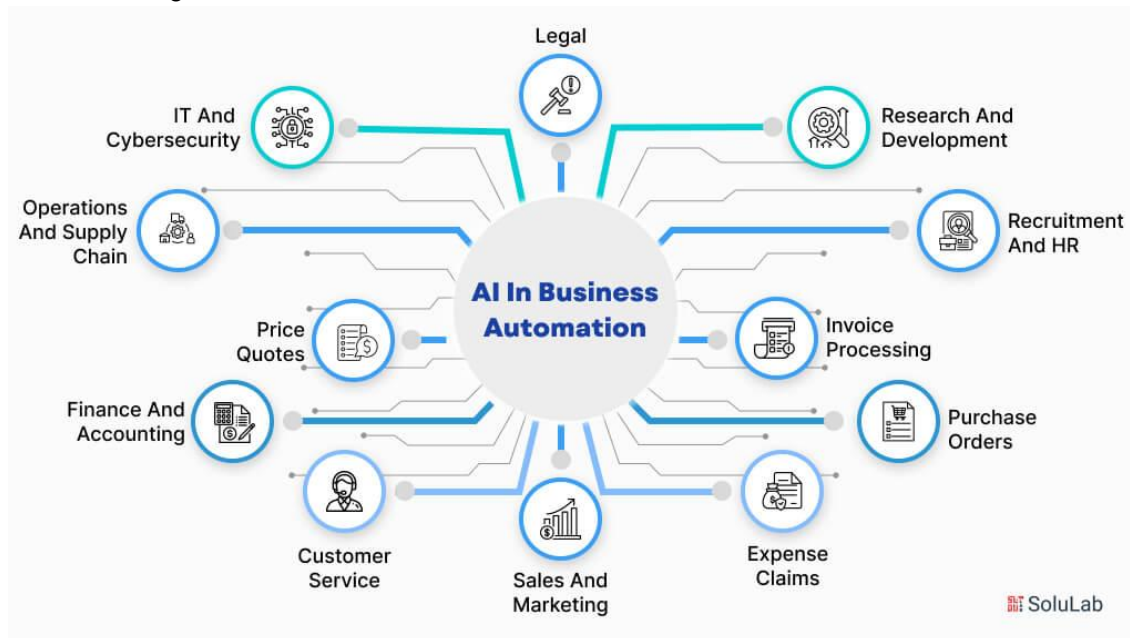 Legal
IT And
Cybersecurity
Research And
Development
Operations
And Supply
Chain
Recruitment
And HR
AI In Business
Automation
Price
Quotes
Invoice
Processing
Finance And
Accounting
Purchase
Orders
Customer
Service
Sales And
Marketing
Expense
Claims
SoluLab